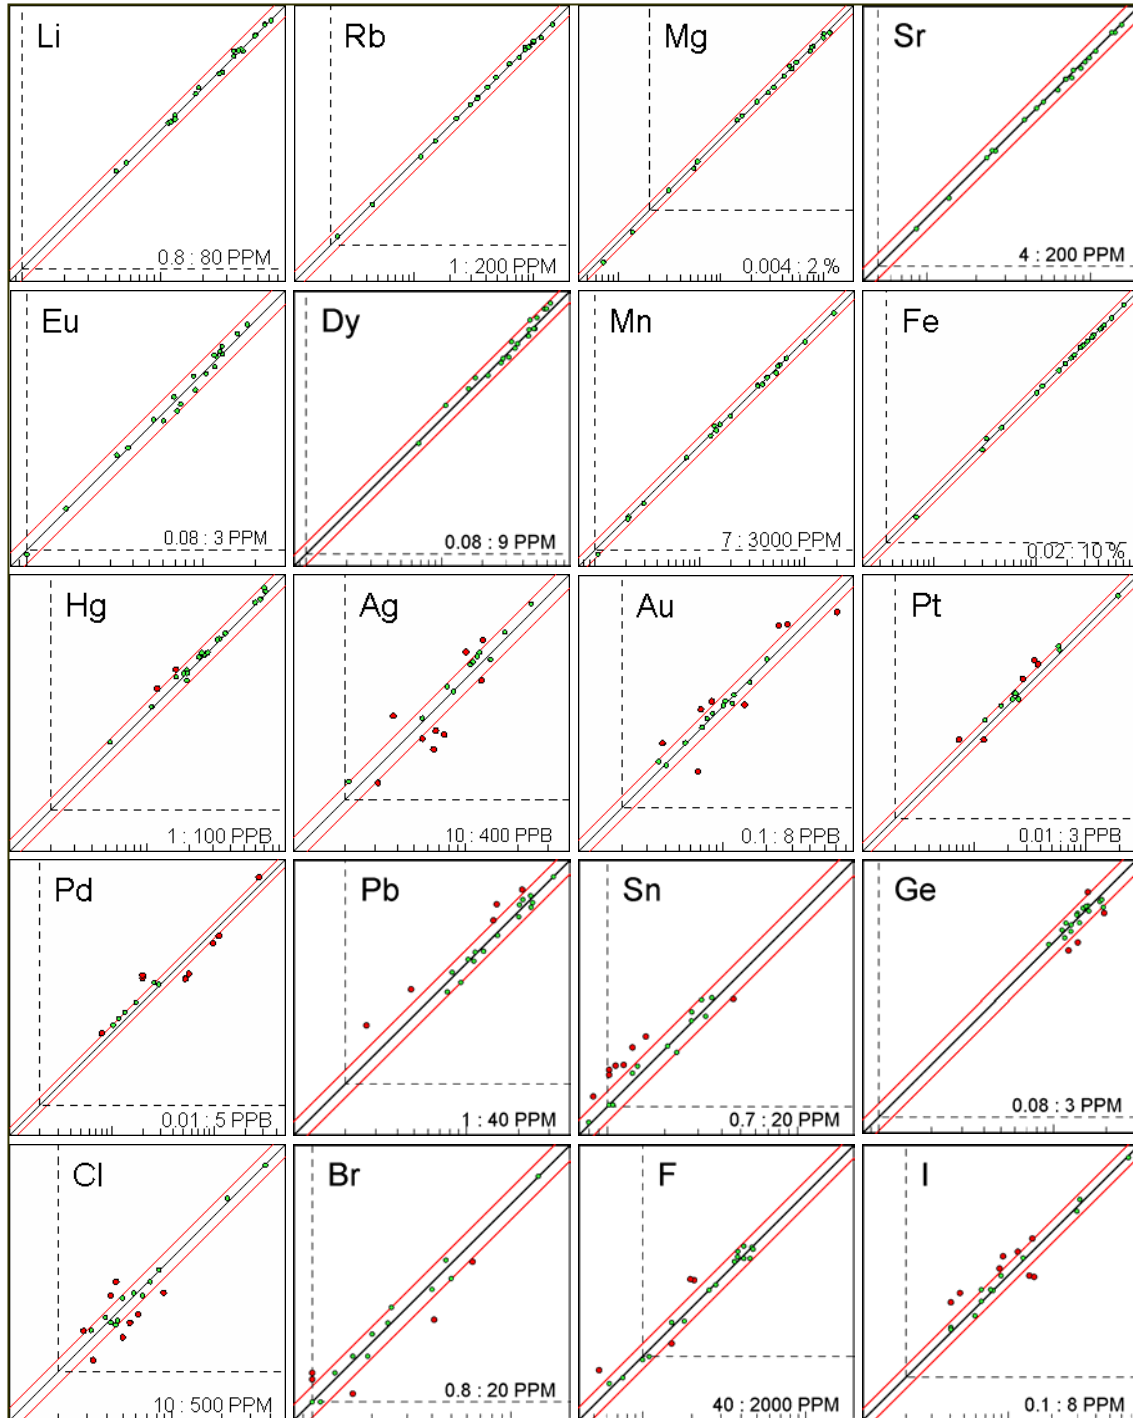 Li
0.8 : 80 PPM
Rb
1 : 200 PPM
Mg
0.004 : 2 %
Sr
4 : 200 PPM
Eu
0.08 : 3 PPM
Dy
0.08 : 9 PPM
Mn
7 : 3000 PPM
Fe
0.02 : 10 %
Hg
1 : 100 PPB
Ag
10 : 400 PPB
Au
0.1 : 8 PPB
Pt
0.01 : 3 PPB
Pd
0.01 : 5 PPB
Pb
1 : 40 PPM
Sn
0.7 : 20 PPM
Ge
0.08 : 3 PPM
Cl
10 : 500 PPM
Br
0.8 : 20 PPM
F
40 : 2000 PPM
I
0.1 : 8 PPM